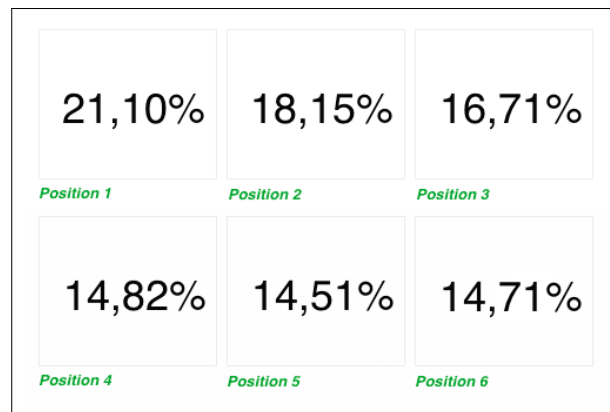 21,10% 18,15% 16,71%
Position 1 Position 2 Position 3
14,82% 14,51% 14,71%
Position 4 Position 5 Position 6